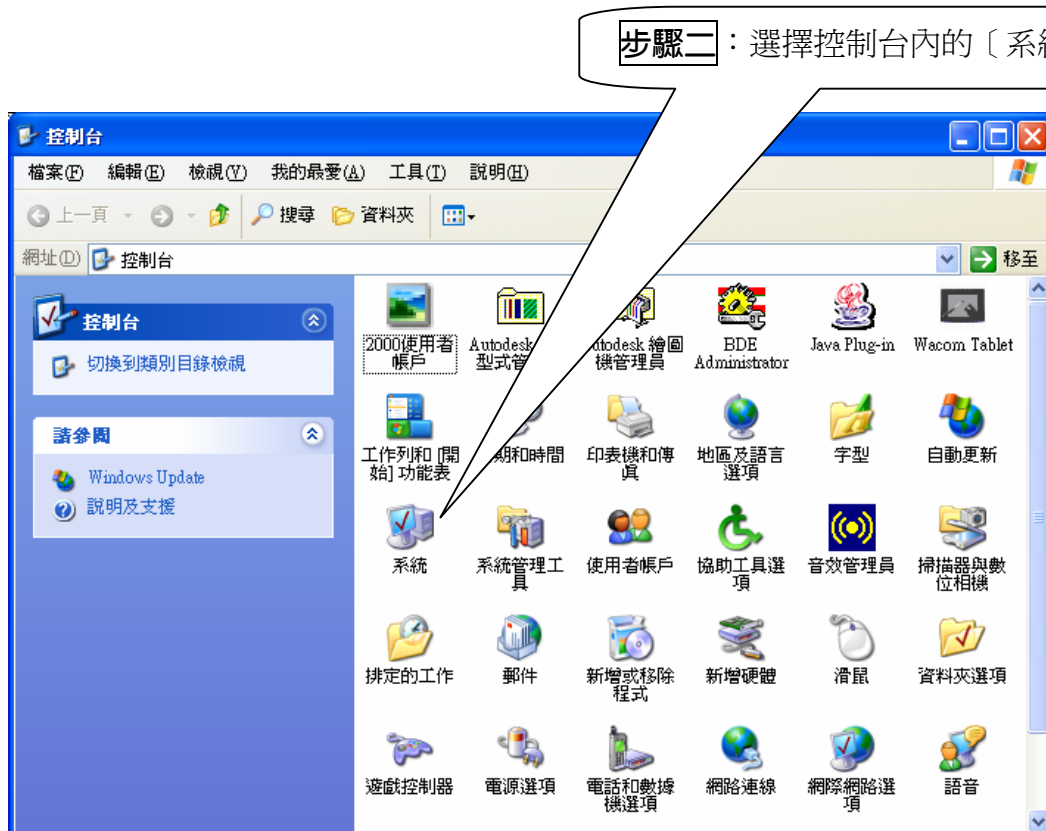 步驟二：選擇控制台內的〔系
控制台
檔案(F) 編輯(E) 檢視(V) 我的最愛(A) 工具(T) 說明(H)
上一頁 搜尋 資料夾
網址(D) 控制台 移至
控制台
切換到類別目錄檢視
請參閱
Windows Update
說明及支援
2000使用者
帳戶
Autodesk
型式管
utodesk 繪圖
機管理員
BDE
Administrator
Java Plug-in
Wacom Tablet
工作列和 [開
始] 功能表
期和時間
印表機和傳
真
地區及語言
選項
字型
自動更新
系統
系統管理工
具
使用者帳戶
協助工具選
項
音效管理員
掃描器與數
位相機
排定的工作
郵件
新增或移除
程式
新增硬體
滑鼠
資料夾選項
遊戲控制器
電源選項
電話和數據
機選項
網路連線
網際網路選
項
語音